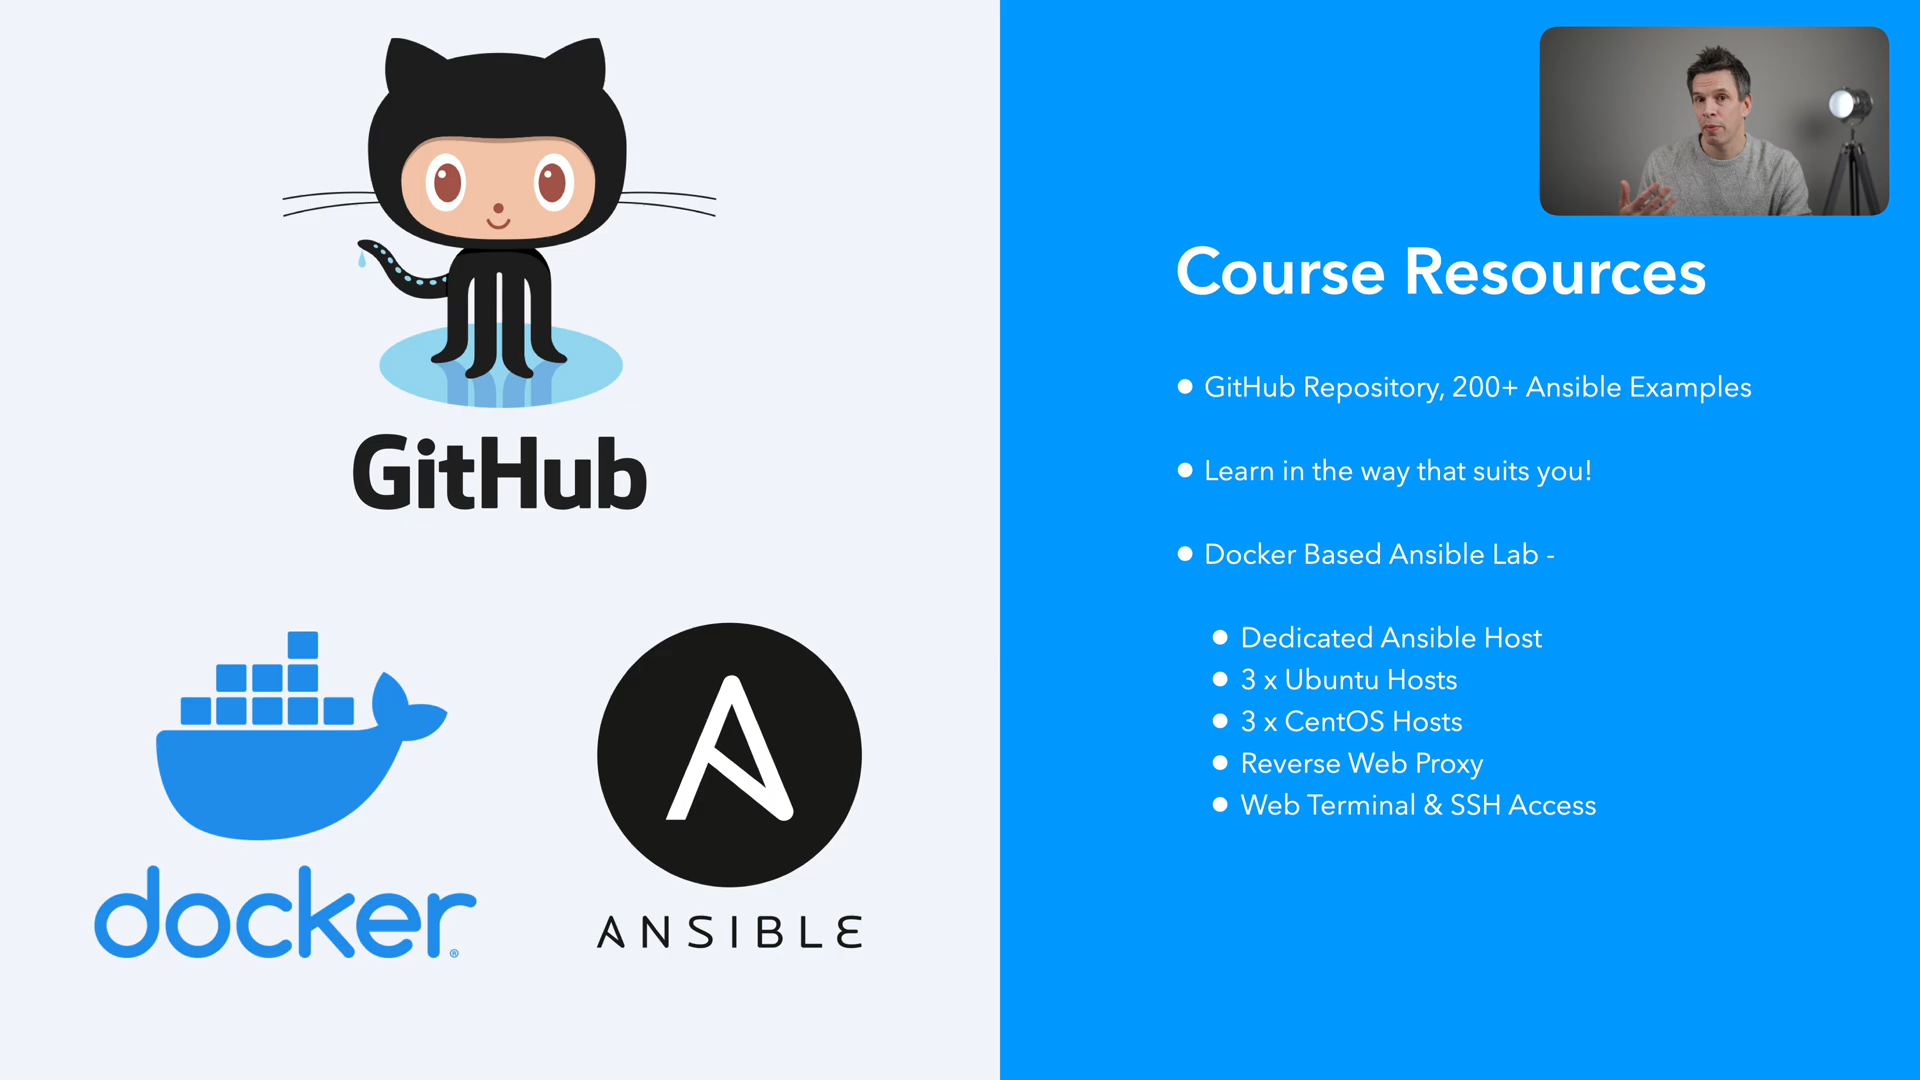 GitHub
docker
®
ANSIBLE
Course Resources
GitHub Repository, 200+ Ansible Examples
Learn in the way that suits you!
Docker Based Ansible Lab -
Dedicated Ansible Host
3 x Ubuntu Hosts
3 x CentOS Hosts
Reverse Web Proxy
Web Terminal & SSH Access